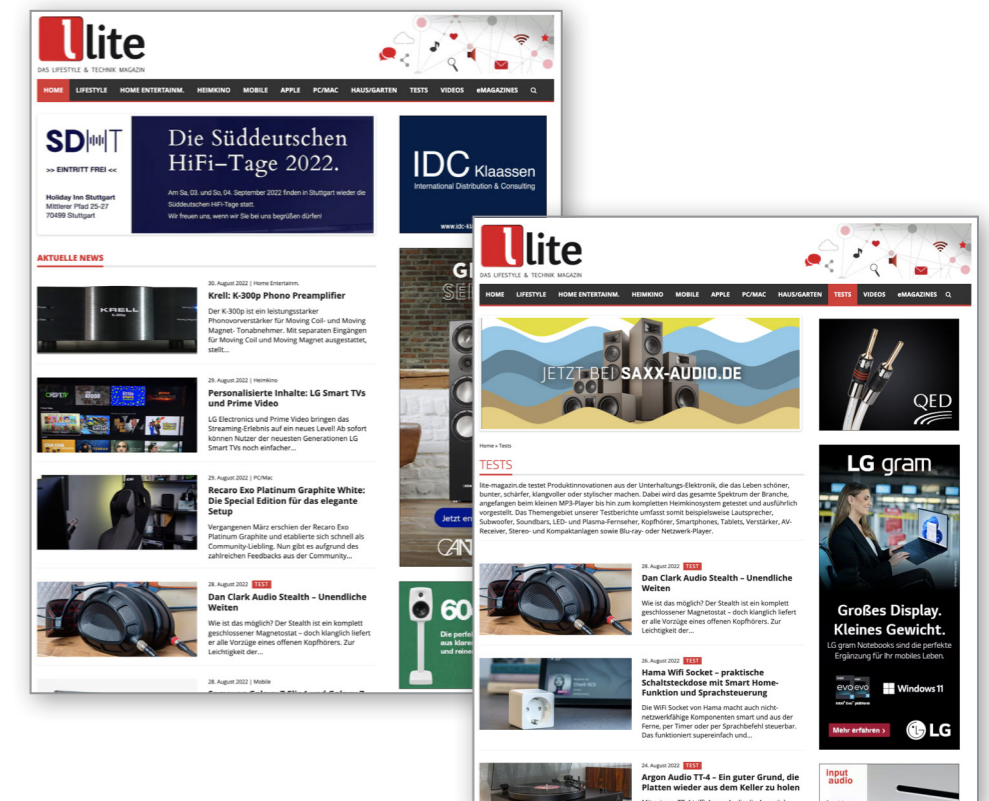 lite
DAS LIFESTYLE & TECHNIK MAGAZIN
HOME LIFESTYLE HOME ENTERTAINM. HEIMKINO MOBILE APPLE PC/MAC HAUS/GARTEN TESTS VIDEOS eMAGAZINES
SD T
>> EINTRITT FREI <<
Holiday Inn Stuttgart
Mittlerer Pfad 25-27
70499 Stuttgart
Die Süddeutschen
HiFi-Tage 2022.
Am Sa, 03. und So, 04. September 2022 finden in Stuttgart wieder die
Süddeutschen HiFi-Tage statt.
Wir freuen uns, wenn wir Sie bei uns begrüßen dürfen!
IDC Klaassen
International Distribution & Consulting
AKTUELLE NEWS
KRELL
30. August 2022 | Home Entertainm.
Krell: K-300p Phono Preamplifier
Der K-300p ist ein leistungsstarker
Phonovorverstärker für Moving Coil- und Moving
Magnet- Tonabnehmer. Mit separaten Eingängen
für Moving Coil und Moving Magnet ausgestattet,
stellt...
29. August 2022 | Heimkino
Personalisierte Inhalte: LG Smart TVs
und Prime Video
LG Electronics und Prime Video bringen das
Streaming-Erlebnis auf ein neues Level! Ab sofort
können Nutzer der neuesten Generationen LG
Smart TVs noch einfacher...
29. August 2022 | PC/Mac
Recaro Exo Platinum Graphite White:
Die Special Edition für das elegante
Setup
Vergangenen März erschien der Recaro Exo
Platinum Graphite und etablierte sich schnell als
Community-Liebling. Nun gibt es aufgrund des
zahlreichen Feedbacks aus der Community...
28. August 2022 TEST
Dan Clark Audio Stealth – Unendliche
Weiten
Wie ist das möglich? Der Stealth ist ein komplett
geschlossener Magnetostat – doch klanglich liefert
er alle Vorzüge eines offenen Kopfhörers. Zur
Leichtigkeit der...
28. August 2022 | Mobile
Jetzt en
CANT
60
Die perfe
aus klare
und reine
lite
DAS LIFESTYLE & TECHNIK MAGAZIN
HOME LIFESTYLE HOME ENTERTAINM. HEIMKINO MOBILE APPLE PC/MAC HAUS/GARTEN TESTS VIDEOS eMAGAZINES
JETZT BEI SAXX-AUDIO.DE
QED
Home » Tests
TESTS
lite-magazin.de testet Produktinnovationen aus der Unterhaltungs-Elektronik, die das Leben schöner,
bunter, schärfer, klangvoller oder stylischer machen. Dabei wird das gesamte Spektrum der Branche,
angefangen beim kleinen MP3-Player bis hin zum kompletten Heimkinosystem getestet und ausführlich
vorgestellt. Das Themengebiet unserer Testberichte umfasst somit beispielsweise Lautsprecher,
Subwoofer, Soundbars, LED- und Plasma-Fernseher, Kopfhörer, Smartphones, Tablets, Verstärker, AV-
Receiver, Stereo- und Kompaktanlagen sowie Blu-ray- oder Netzwerk-Player.
28. August 2022 TEST
Dan Clark Audio Stealth – Unendliche
Weiten
Wie ist das möglich? Der Stealth ist ein komplett
geschlossener Magnetostat – doch klanglich liefert
er alle Vorzüge eines offenen Kopfhörers. Zur
Leichtigkeit der...
26. August 2022 TEST
Hama Wifi Socket – praktische
Schaltsteckdose mit Smart Home-
Funktion und Sprachsteuerung
Die WiFi Socket von Hama macht auch nicht-
netzwerkfähige Komponenten smart und aus der
Ferne, per Timer oder per Sprachbefehl steuerbar.
Das funktioniert supereinfach und...
24. August 2022 TEST
Argon Audio TT-4 – Ein guter Grund, die
Platten wieder aus dem Keller zu holen
LG gram
Großes Display.
Kleines Gewicht.
LG gram Notebooks sind die perfekte
Ergänzung für Ihr mobiles Leben.
evo evo
Windows 11
Mehr erfahren >
LG
input
audio